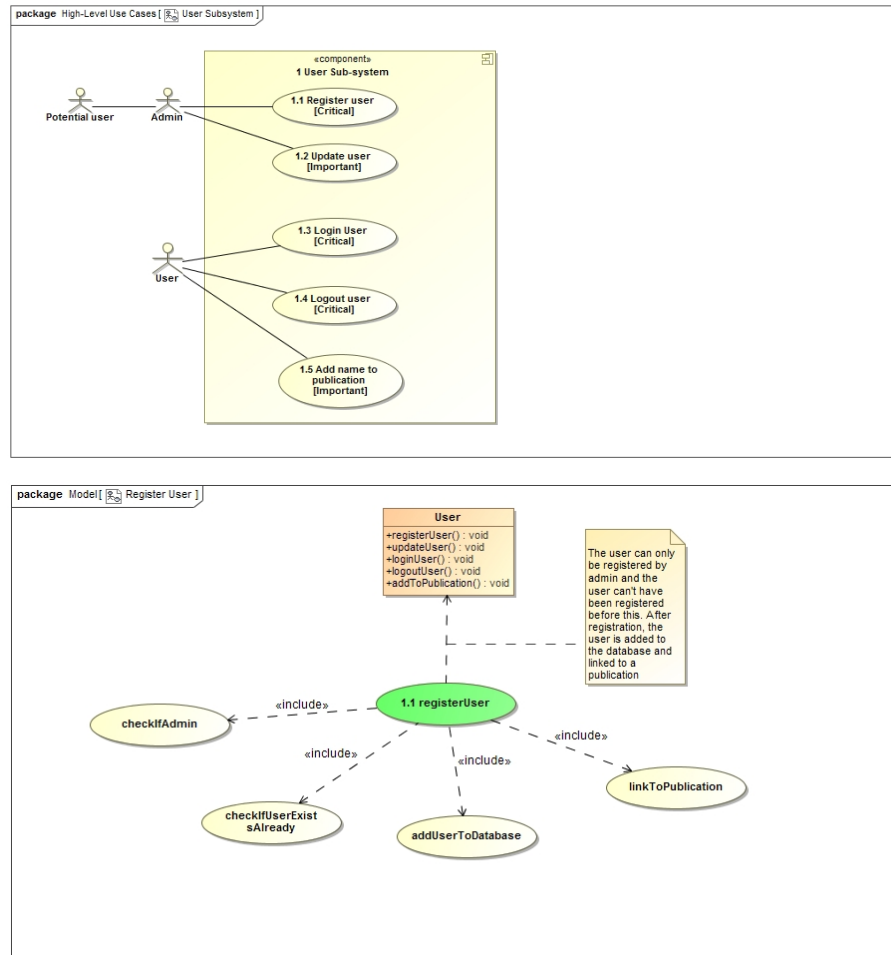 package High-Level Use Cases [ User Subsystem ]
«component»
1 User Sub-system
Potential user
Admin
1.1 Register user
[Critical]
1.2 Update user
[Important]
1.3 Login User
[Critical]
User
1.4 Logout user
[Critical]
1.5 Add name to
publication
[Important]
package Model [ Register User ]
User
+registerUser() : void
+updateUser() : void
+loginUser() : void
+logoutUser() : void
+addToPublication() : void
The user can only
be registered by
admin and the
user can't have
been registered
before this. After
registration, the
user is added to
the database and
linked to a
publication
1.1 registerUser
«include»
checkIfAdmin
«include»
checkIfUserExist
sAlready
«include»
addUserToDatabase
«include»
linkToPublication